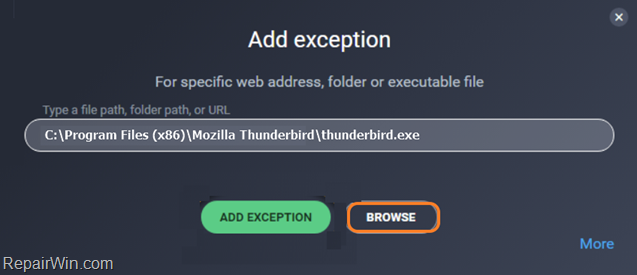 Add exception
For specific web address, folder or executable file
Type a file path, folder path, or URL
C:\Program Files (x86)\Mozilla Thunderbird\thunderbird.exe
ADD EXCEPTION BROWSE
More
RepairWin.com